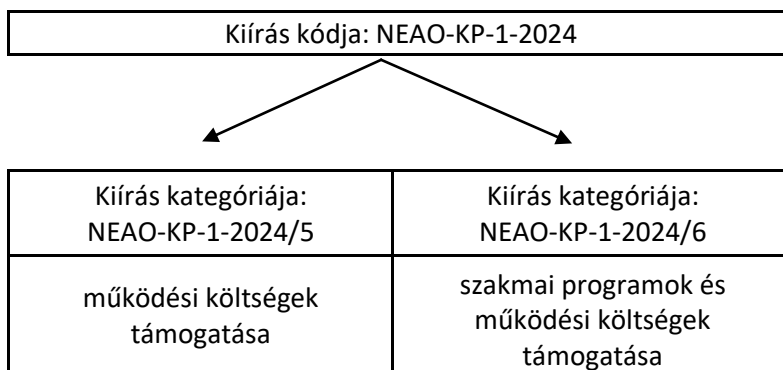 Kiírás kódja: NEAO-KP-1-2024
Kiírás kategóriája:
NEAO-KP-1-2024/5
Kiírás kategóriája:
NEAO-KP-1-2024/6
működési költségek
támogatása
szakmai programok és
működési költségek
támogatása